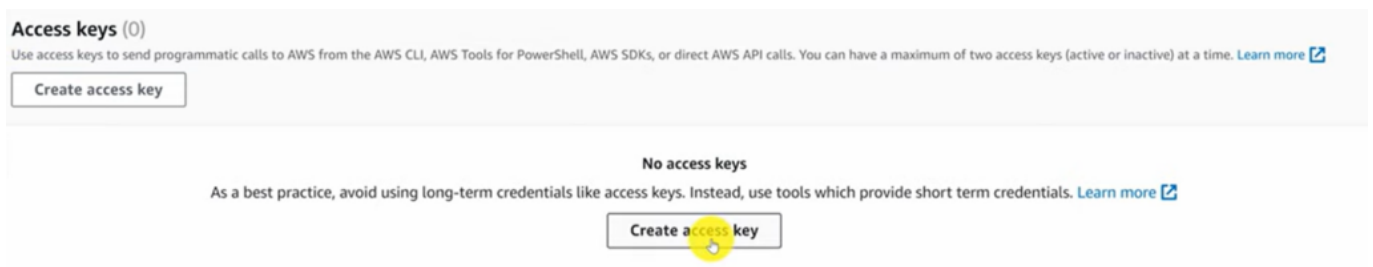 Access keys (0)
Use access keys to send programmatic calls to AWS from the AWS CLI, AWS Tools for PowerShell, AWS SDKs, or direct AWS API calls. You can have a maximum of two access keys (active or inactive) at a time. Learn more
Create access key
No access keys
As a best practice, avoid using long-term credentials like access keys. Instead, use tools which provide short term credentials. Learn more
Create access key